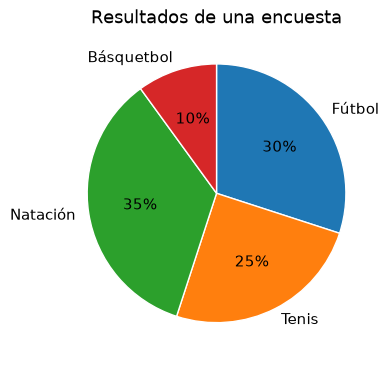 Resultados de una encuesta
Básquetbol
Fútbol
10%
30%
35%
Natación
25%
Tenis